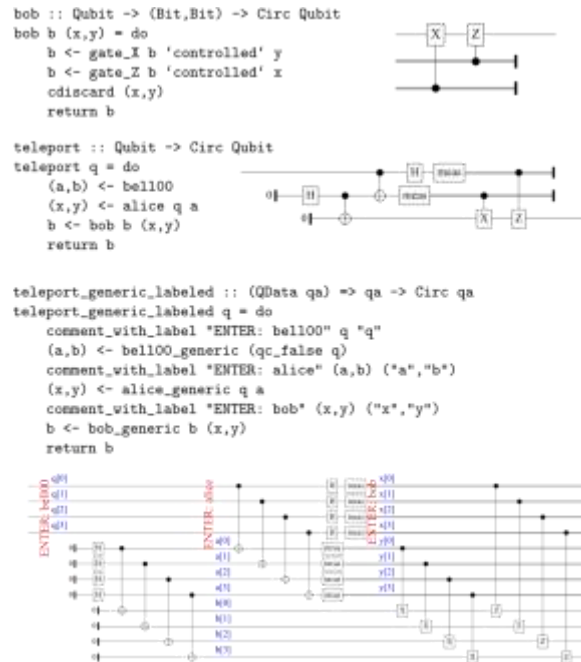 bob :: Qubit -> (Bit,Bit) -> Circ Qubit
bob b (x,y) = do
b <- gate_X b 'controlled' y
b <- gate_Z b 'controlled' x
cdiscard (x,y)
return b
X Z
teleport :: Qubit -> Circ Qubit
teleport q = do
(a,b) <- bell00
(x,y) <- alice q a
b <- bob b (x,y)
return b
H meas
0 H meas
0 X Z
teleport_generic_labeled :: (QData qa) => qa -> Circ qa
teleport_generic_labeled q = do
comment_with_label "ENTER: bell00" q "q"
(a,b) <- bell00_generic (qc_false q)
comment_with_label "ENTER: alice" (a,b) ("a","b")
(x,y) <- alice_generic q a
comment_with_label "ENTER: bob" (x,y) ("x","y")
b <- bob_generic b (x,y)
return b
ENTER: bell00
q[0]
q[1]
q[2]
q[3]
ENTER: alice
a[0]
a[1]
a[2]
a[3]
b[0]
b[1]
b[2]
b[3]
ENTER: bob
x[0]
x[1]
x[2]
x[3]
y[0]
y[1]
y[2]
y[3]